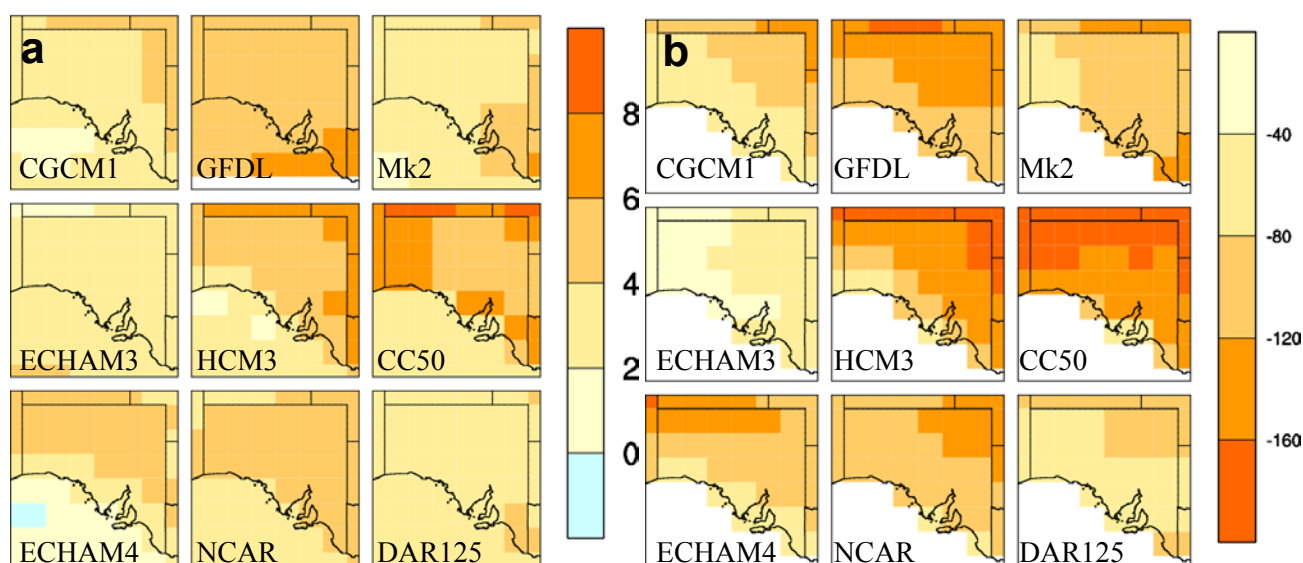 a
CGCM1
GFDL
Mk2
ECHAM3
HCM3
CC50
ECHAM4
NCAR
DAR125
8
6
4
2
0
b
CGCM1
GFDL
Mk2
ECHAM3
HCM3
CC50
ECHAM4
NCAR
DAR125
-40
-80
-120
-160